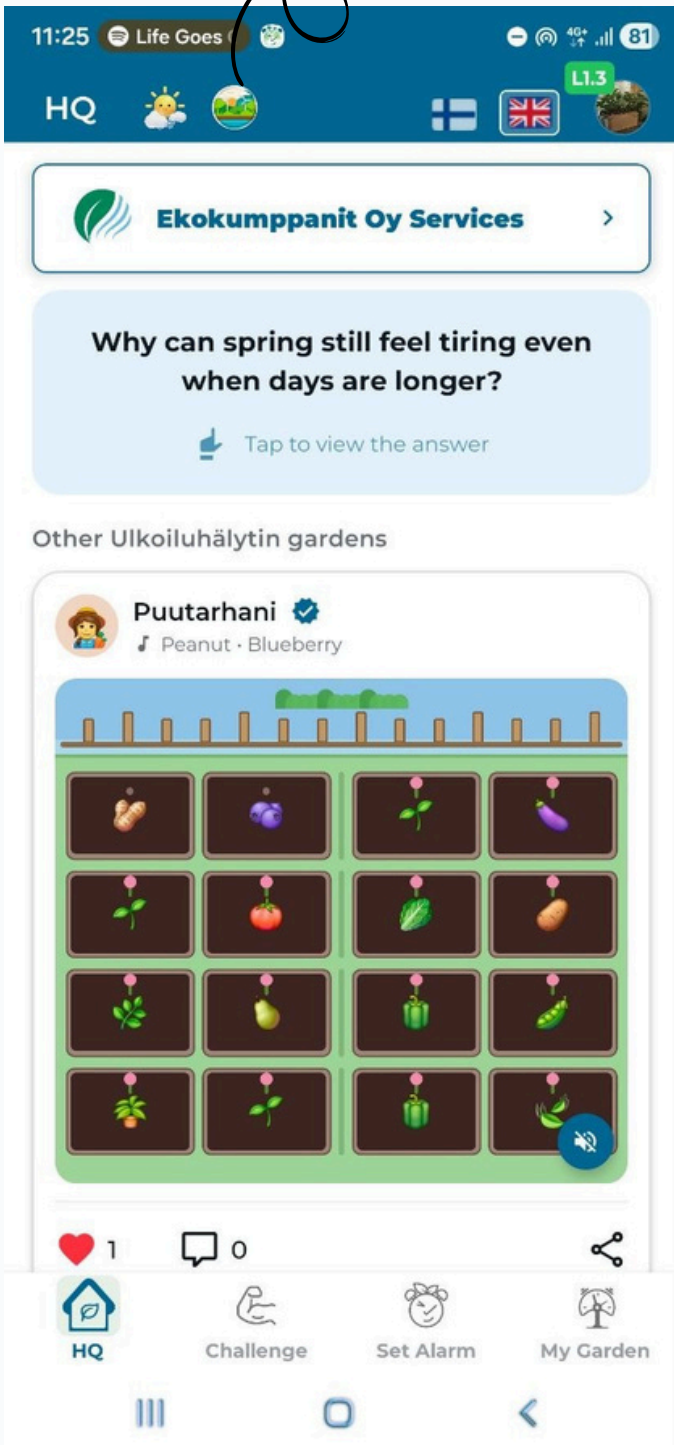 11:25 Life Goes 4G+ 81
L1.3
HQ
Ekokumppanit Oy Services
Why can spring still feel tiring even
when days are longer?
Tap to view the answer
Other Ulkoiluhälytin gardens
Puutarhani
Peanut • Blueberry
1 0
HQ Challenge Set Alarm My Garden